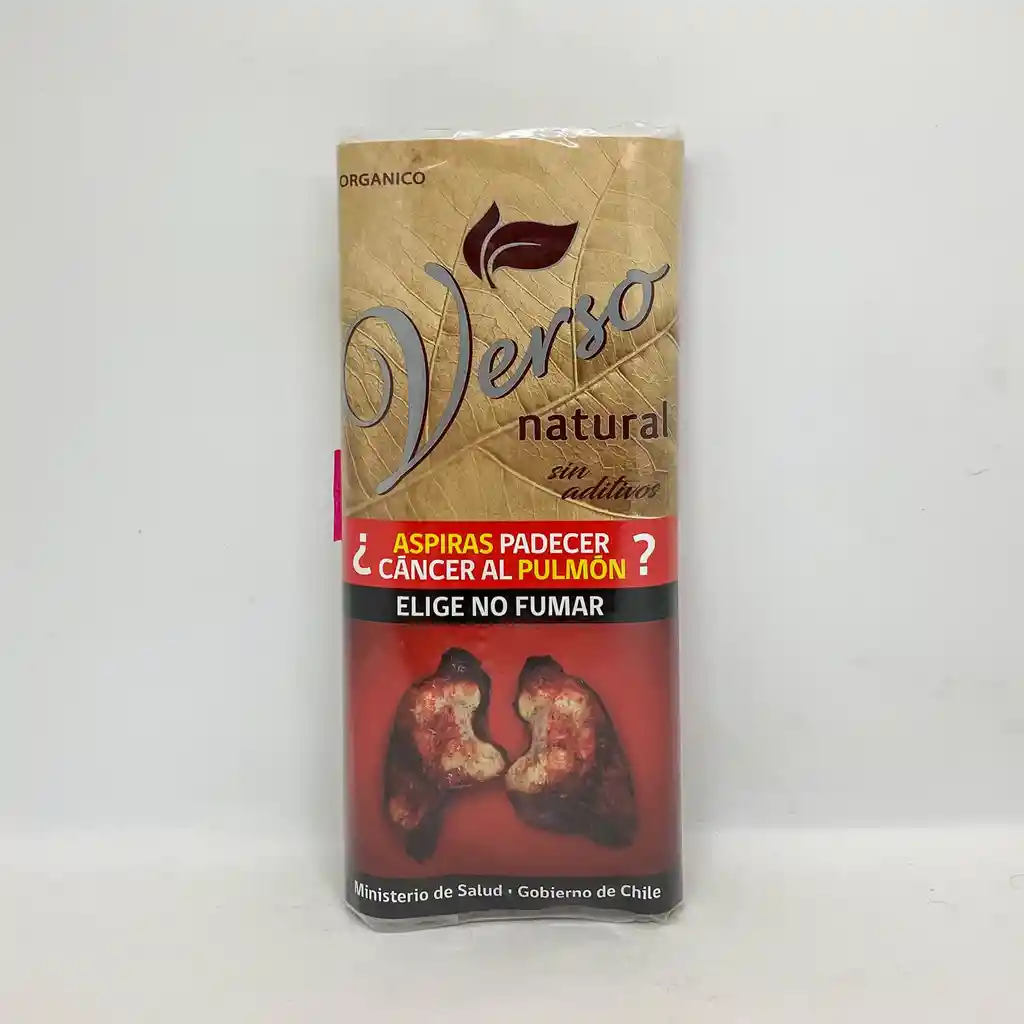 ORGANICO
Verso
natural
sin
aditivos
¿ ASPIRAS PADECER
CÁNCER AL PULMÓN ?
ELIGE NO FUMAR
Ministerio de Salud • Gobierno de Chile